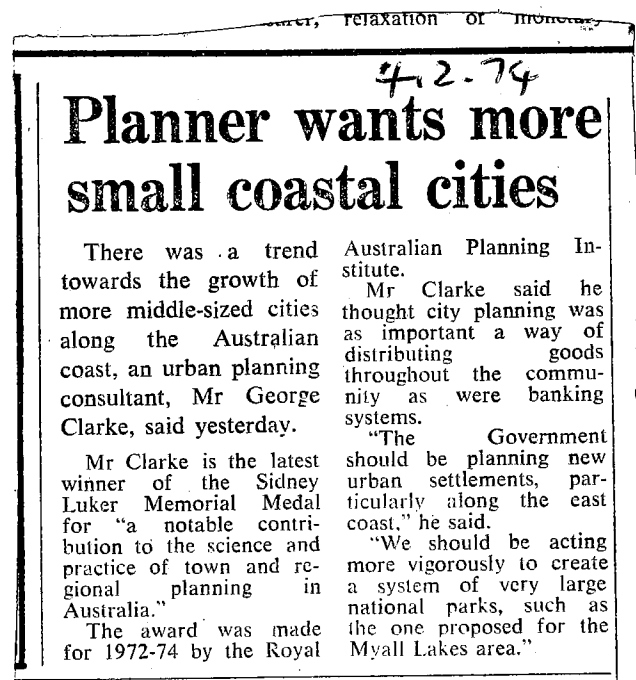 relaxation of
4.2.74
Planner wants more
small coastal cities
There was a trend
towards the growth of
more middle-sized cities
along the Australian
coast, an urban planning
consultant, Mr George
Clarke, said yesterday.
Mr Clarke is the latest
winner of the Sidney
Luker Memorial Medal
for “a notable contri-
bution to the science and
practice of town and re-
gional planning in
Australia.”
The award was made
for 1972-74 by the Royal
Australian Planning In-
stitute.
Mr Clarke said he
thought city planning was
as important a way of
distributing goods
throughout the commu-
nity as were banking
systems.
“The Government
should be planning new
urban settlements, par-
ticularly along the east
coast,” he said.
“We should be acting
more vigorously to create
a system of very large
national parks, such as
the one proposed for the
Myall Lakes area.”